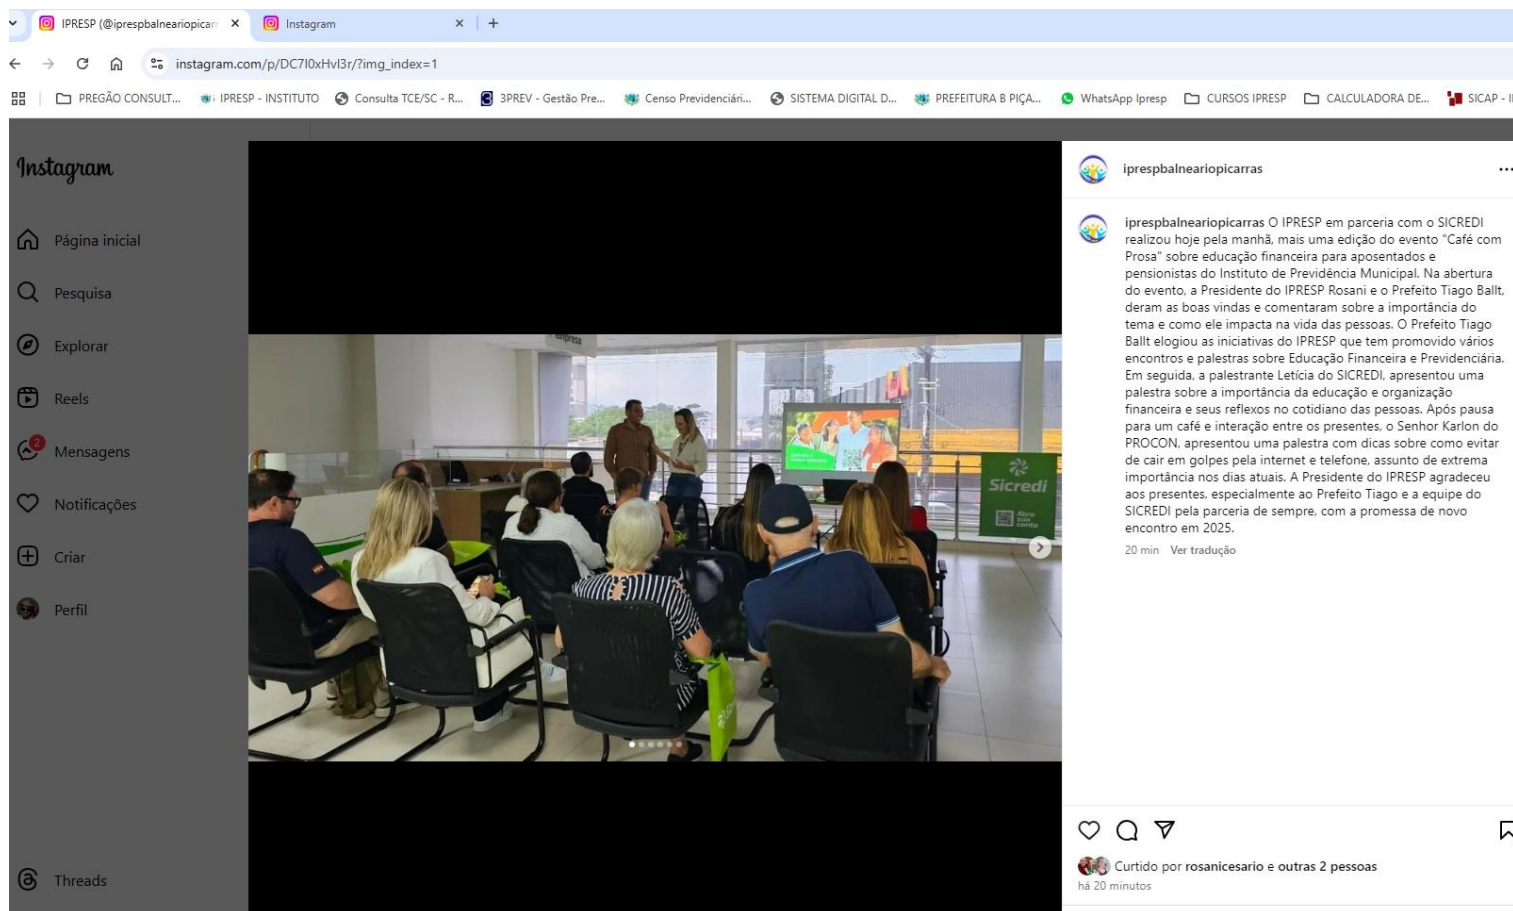 IPRESP (@iprespbalneariopicarr
Instagram
instagram.com/p/DC7I0xHvI3r/?img_index=1
PREGÃO CONSULT...
IPRESP - INSTITUTO
Consulta TCE/SC - R...
3PREV - Gestão Pre...
Censo Previdenciári...
SISTEMA DIGITAL D...
PREFEITURA B PIÇA...
WhatsApp Ipresp
CURSOS IPRESP
CALCULADORA DE...
SICAP - I
Instagram
Página inicial
Pesquisa
Explorar
Reels
2
Mensagens
Notificações
Criar
Perfil
Threads
empresa
Sicredi
Abra
sua
conta
iprespbalneariopicarras
iprespbalneariopicarras O IPRESP em parceria com o SICREDI
realizou hoje pela manhã, mais uma edição do evento "Café com
Prosa" sobre educação financeira para aposentados e
pensionistas do Instituto de Previdência Municipal. Na abertura
do evento, a Presidente do IPRESP Rosani e o Prefeito Tiago Ballt,
deram as boas vindas e comentaram sobre a importância do
tema e como ele impacta na vida das pessoas. O Prefeito Tiago
Ballt elogiou as iniciativas do IPRESP que tem promovido vários
encontros e palestras sobre Educação Financeira e Previdenciária.
Em seguida, a palestrante Letícia do SICREDI, apresentou uma
palestra sobre a importância da educação e organização
financeira e seus reflexos no cotidiano das pessoas. Após pausa
para um café e interação entre os presentes, o Senhor Karlon do
PROCON, apresentou uma palestra com dicas sobre como evitar
de cair em golpes pela internet e telefone, assunto de extrema
importância nos dias atuais. A Presidente do IPRESP agradeceu
aos presentes, especialmente ao Prefeito Tiago e a equipe do
SICREDI pela parceria de sempre, com a promessa de novo
encontro em 2025.
20 min Ver tradução
Curtido por rosanicesario e outras 2 pessoas
há 20 minutos